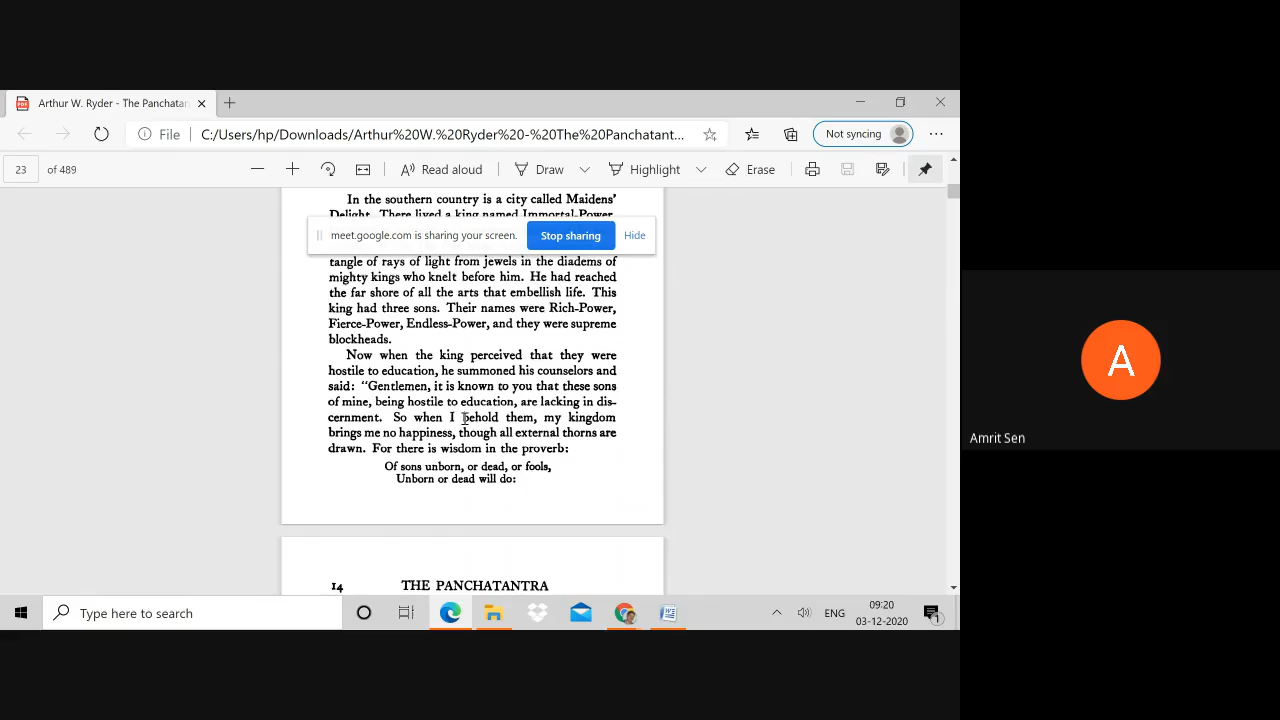 Arthur W. Ryder - The Panchatan
File C:/Users/hp/Downloads/Arthur%20W.%20Ryder%20-%20The%20Panchatant... Not syncing
23 of 489 Read aloud Draw Highlight Erase
In the southern country is a city called Maidens'
Delight. There lived a king named Immortal-Power.
meet.google.com is sharing your screen. Stop sharing Hide
tangle of rays of light from jewels in the diadems of
mighty kings who knelt before him. He had reached
the far shore of all the arts that embellish life. This
king had three sons. Their names were Rich-Power,
Fierce-Power, Endless-Power, and they were supreme
blockheads.
Now when the king perceived that they were
hostile to education, he summoned his counselors and
said: "Gentlemen, it is known to you that these sons
of mine, being hostile to education, are lacking in dis-
cernment. So when I behold them, my kingdom
brings me no happiness, though all external thorns are
drawn. For there is wisdom in the proverb:
Of sons unborn, or dead, or fools,
Unborn or dead will do:
14 THE PANCHATANTRA
Type here to search
ENG
09:20
03-12-2020
1
A
Amrit Sen